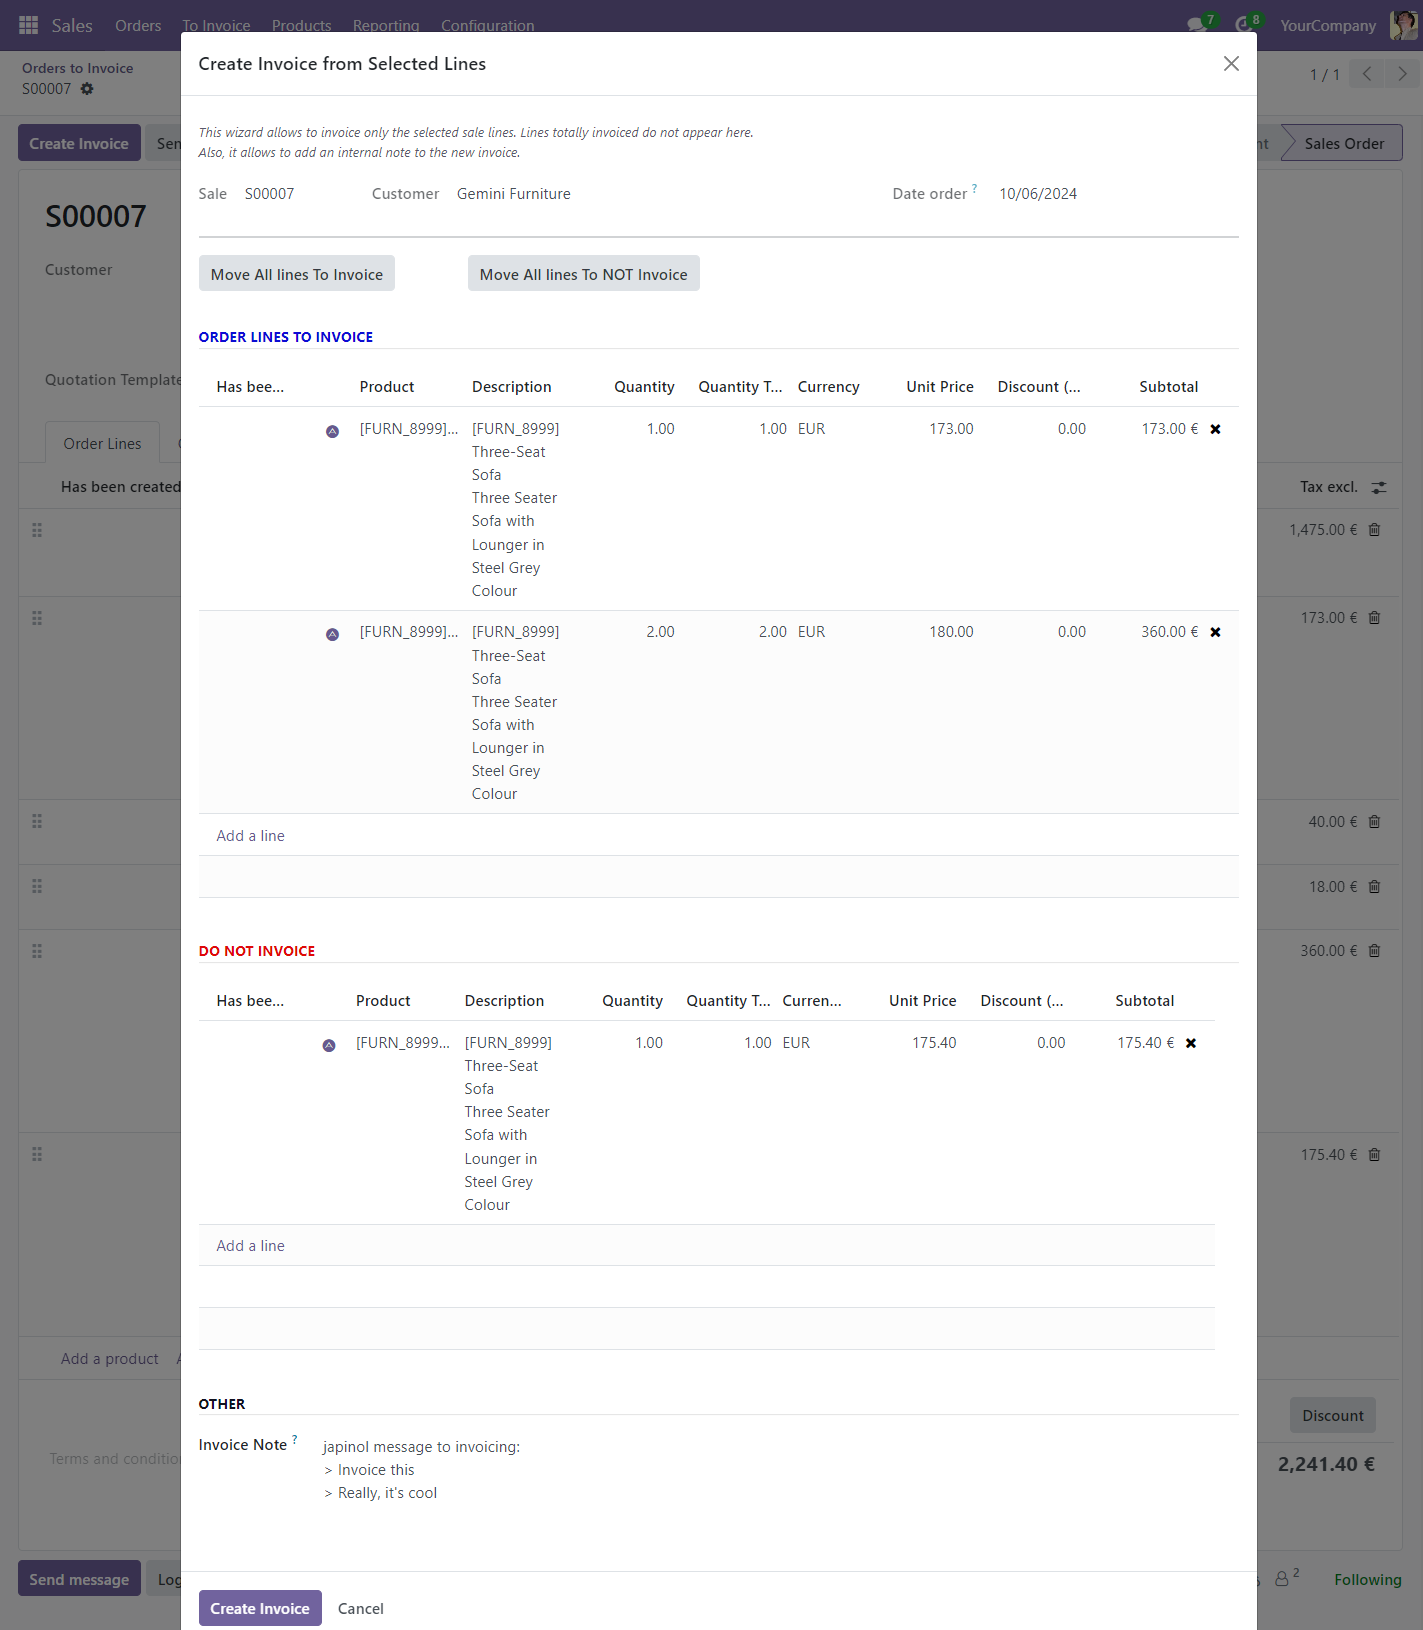 Sales Orders To Invoice Products Reporting Configuration 7 8 YourCompany
Orders to Invoice
S00007
1 / 1
Create Invoice Sen
nt Sales Order
S00007
Customer
Quotation Template
Order Lines
Has been created
Tax excl.
1,475.00 €
173.00 €
40.00 €
18.00 €
360.00 €
175.40 €
Add a product
Discount
Terms and conditio
2,241.40 €
Send message Log
2 Following
Create Invoice from Selected Lines
This wizard allows to invoice only the selected sale lines. Lines totally invoiced do not appear here.
Also, it allows to add an internal note to the new invoice.
Sale S00007 Customer Gemini Furniture Date order ? 10/06/2024
Move All lines To Invoice Move All lines To NOT Invoice
ORDER LINES TO INVOICE
Has bee... Product Description Quantity Quantity T... Currency Unit Price Discount (... Subtotal
[FURN_8999]... [FURN_8999] 1.00 1.00 EUR 173.00 0.00 173.00 €
Three-Seat
Sofa
Three Seater
Sofa with
Lounger in
Steel Grey
Colour
[FURN_8999]... [FURN_8999] 2.00 2.00 EUR 180.00 0.00 360.00 €
Three-Seat
Sofa
Three Seater
Sofa with
Lounger in
Steel Grey
Colour
Add a line
DO NOT INVOICE
Has bee... Product Description Quantity Quantity T... Curren... Unit Price Discount (... Subtotal
[FURN_8999... [FURN_8999] 1.00 1.00 EUR 175.40 0.00 175.40 €
Three-Seat
Sofa
Three Seater
Sofa with
Lounger in
Steel Grey
Colour
Add a line
OTHER
Invoice Note ? japinol message to invoicing:
> Invoice this
> Really, it's cool
Create Invoice Cancel